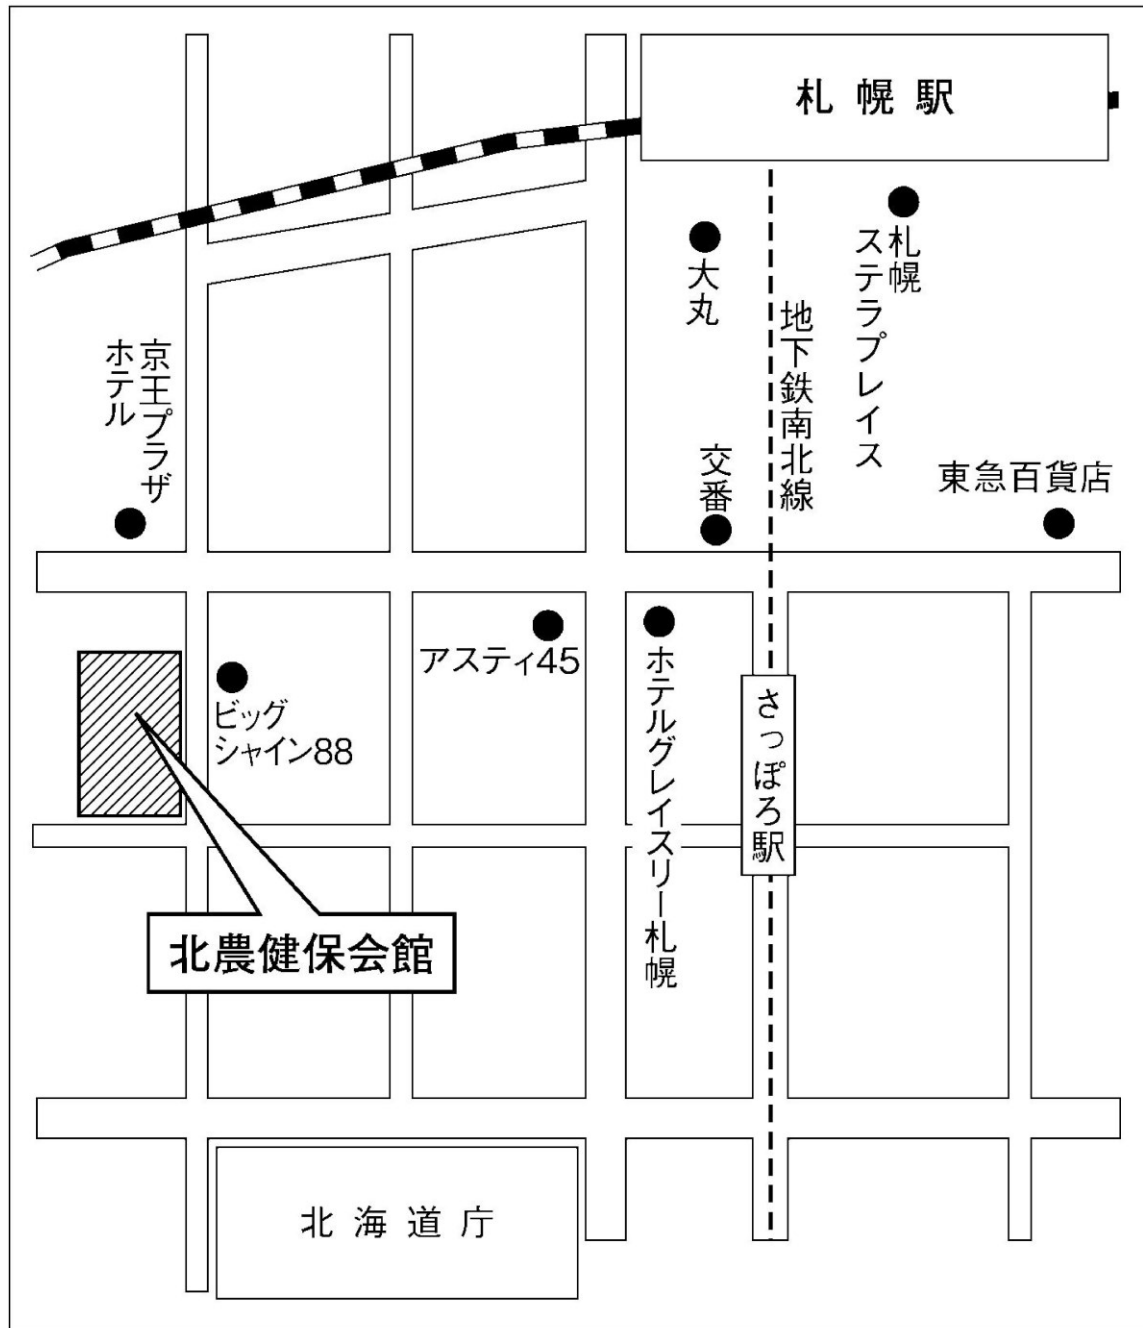 札幌駅
札幌
ステラプレイス
大丸
地下鉄南北線
京王プラザ
ホテル
交番
東急百貨店
アスティ45
ホテルグレイスリー札幌
さっぽろ駅
ビッグ
シャイン88
北農健保会館
北海道庁